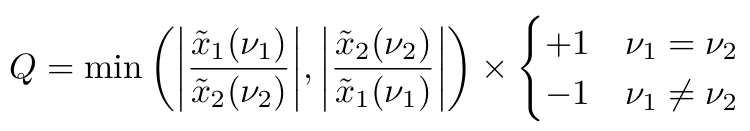 $Q = \min\left(\left|\frac{\tilde{x}_1(\nu_1)}{\tilde{x}_2(\nu_2)}\right|, \left|\frac{\tilde{x}_2(\nu_2)}{\tilde{x}_1(\nu_1)}\right|\right) \times \begin{cases} +1 & \nu_1 = \nu_2 \\ -1 & \nu_1 \neq \nu_2 \end{cases}$